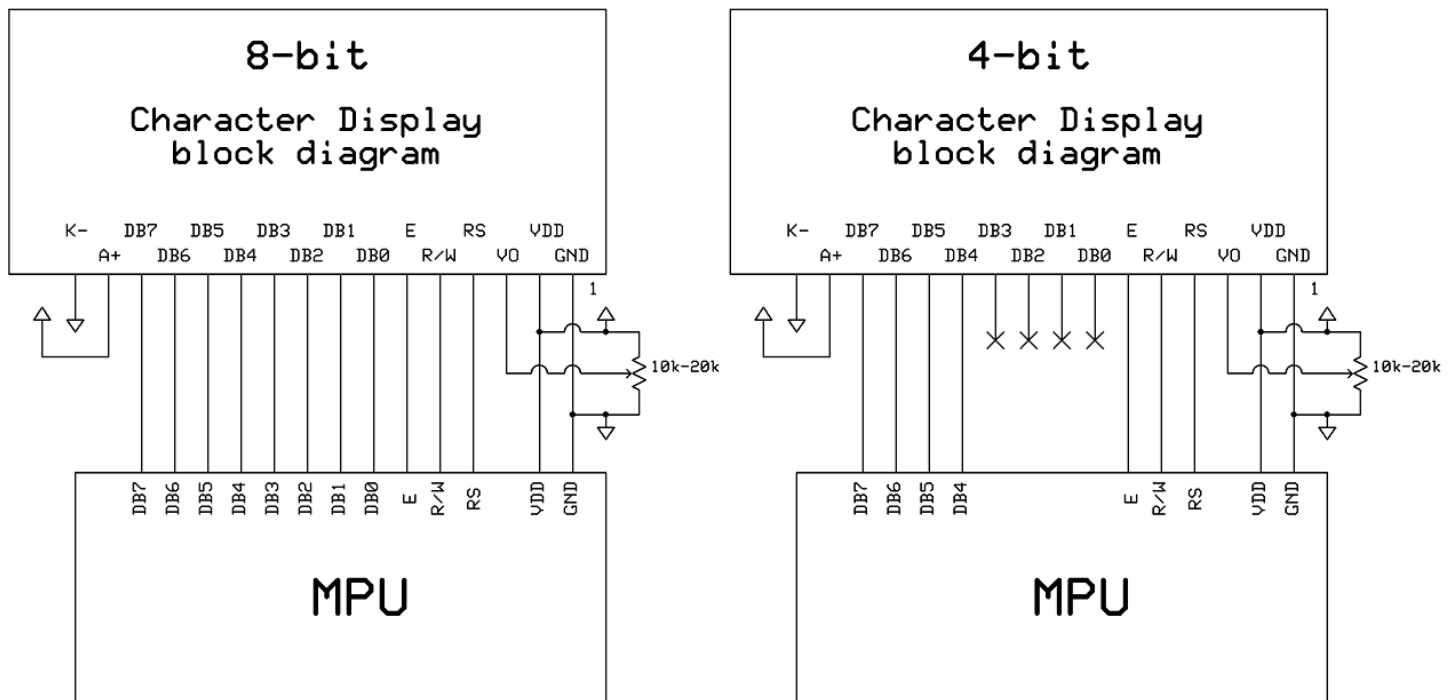 8-bit
Character Display
block diagram
K- DB7 DB5 DB3 DB1 E RS VDD
A+ DB6 DB4 DB2 DB0 R/W VO GND
1
10k-20k
DB7 DB6 DB5 DB4 DB3 DB2 DB1 DB0 E R/W RS VDD GND
MPU
4-bit
Character Display
block diagram
K- DB7 DB5 DB3 DB1 E RS VDD
A+ DB6 DB4 DB2 DB0 R/W VO GND
1
10k-20k
DB7 DB6 DB5 DB4 E R/W RS VDD GND
MPU